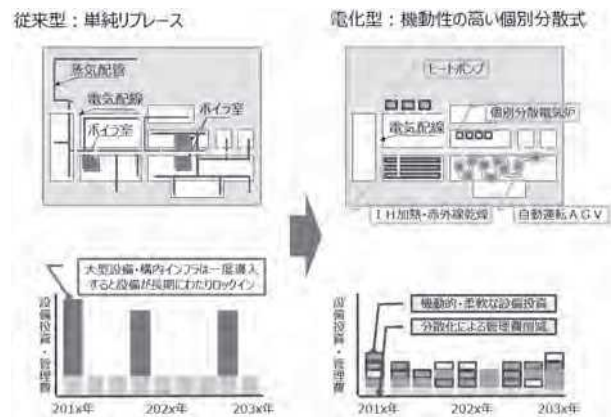 従来型：単純リプレース
電化型：機動性の高い個別分散式
蒸気配管
電気配線
ボイラ室
ボイラ室
ヒートポンプ
個別分散電気炉
電気配線
IH加熱・赤外線乾燥
自動運転AGV
大型設備・構内インフラは一度導入
すると設備が長期にわたりロックイン
設備投資・管理費
201x年
202x年
203x年
機動的・柔軟な設備投資
分散化による管理費削減
設備投資・管理費
201x年
202x年
203x年